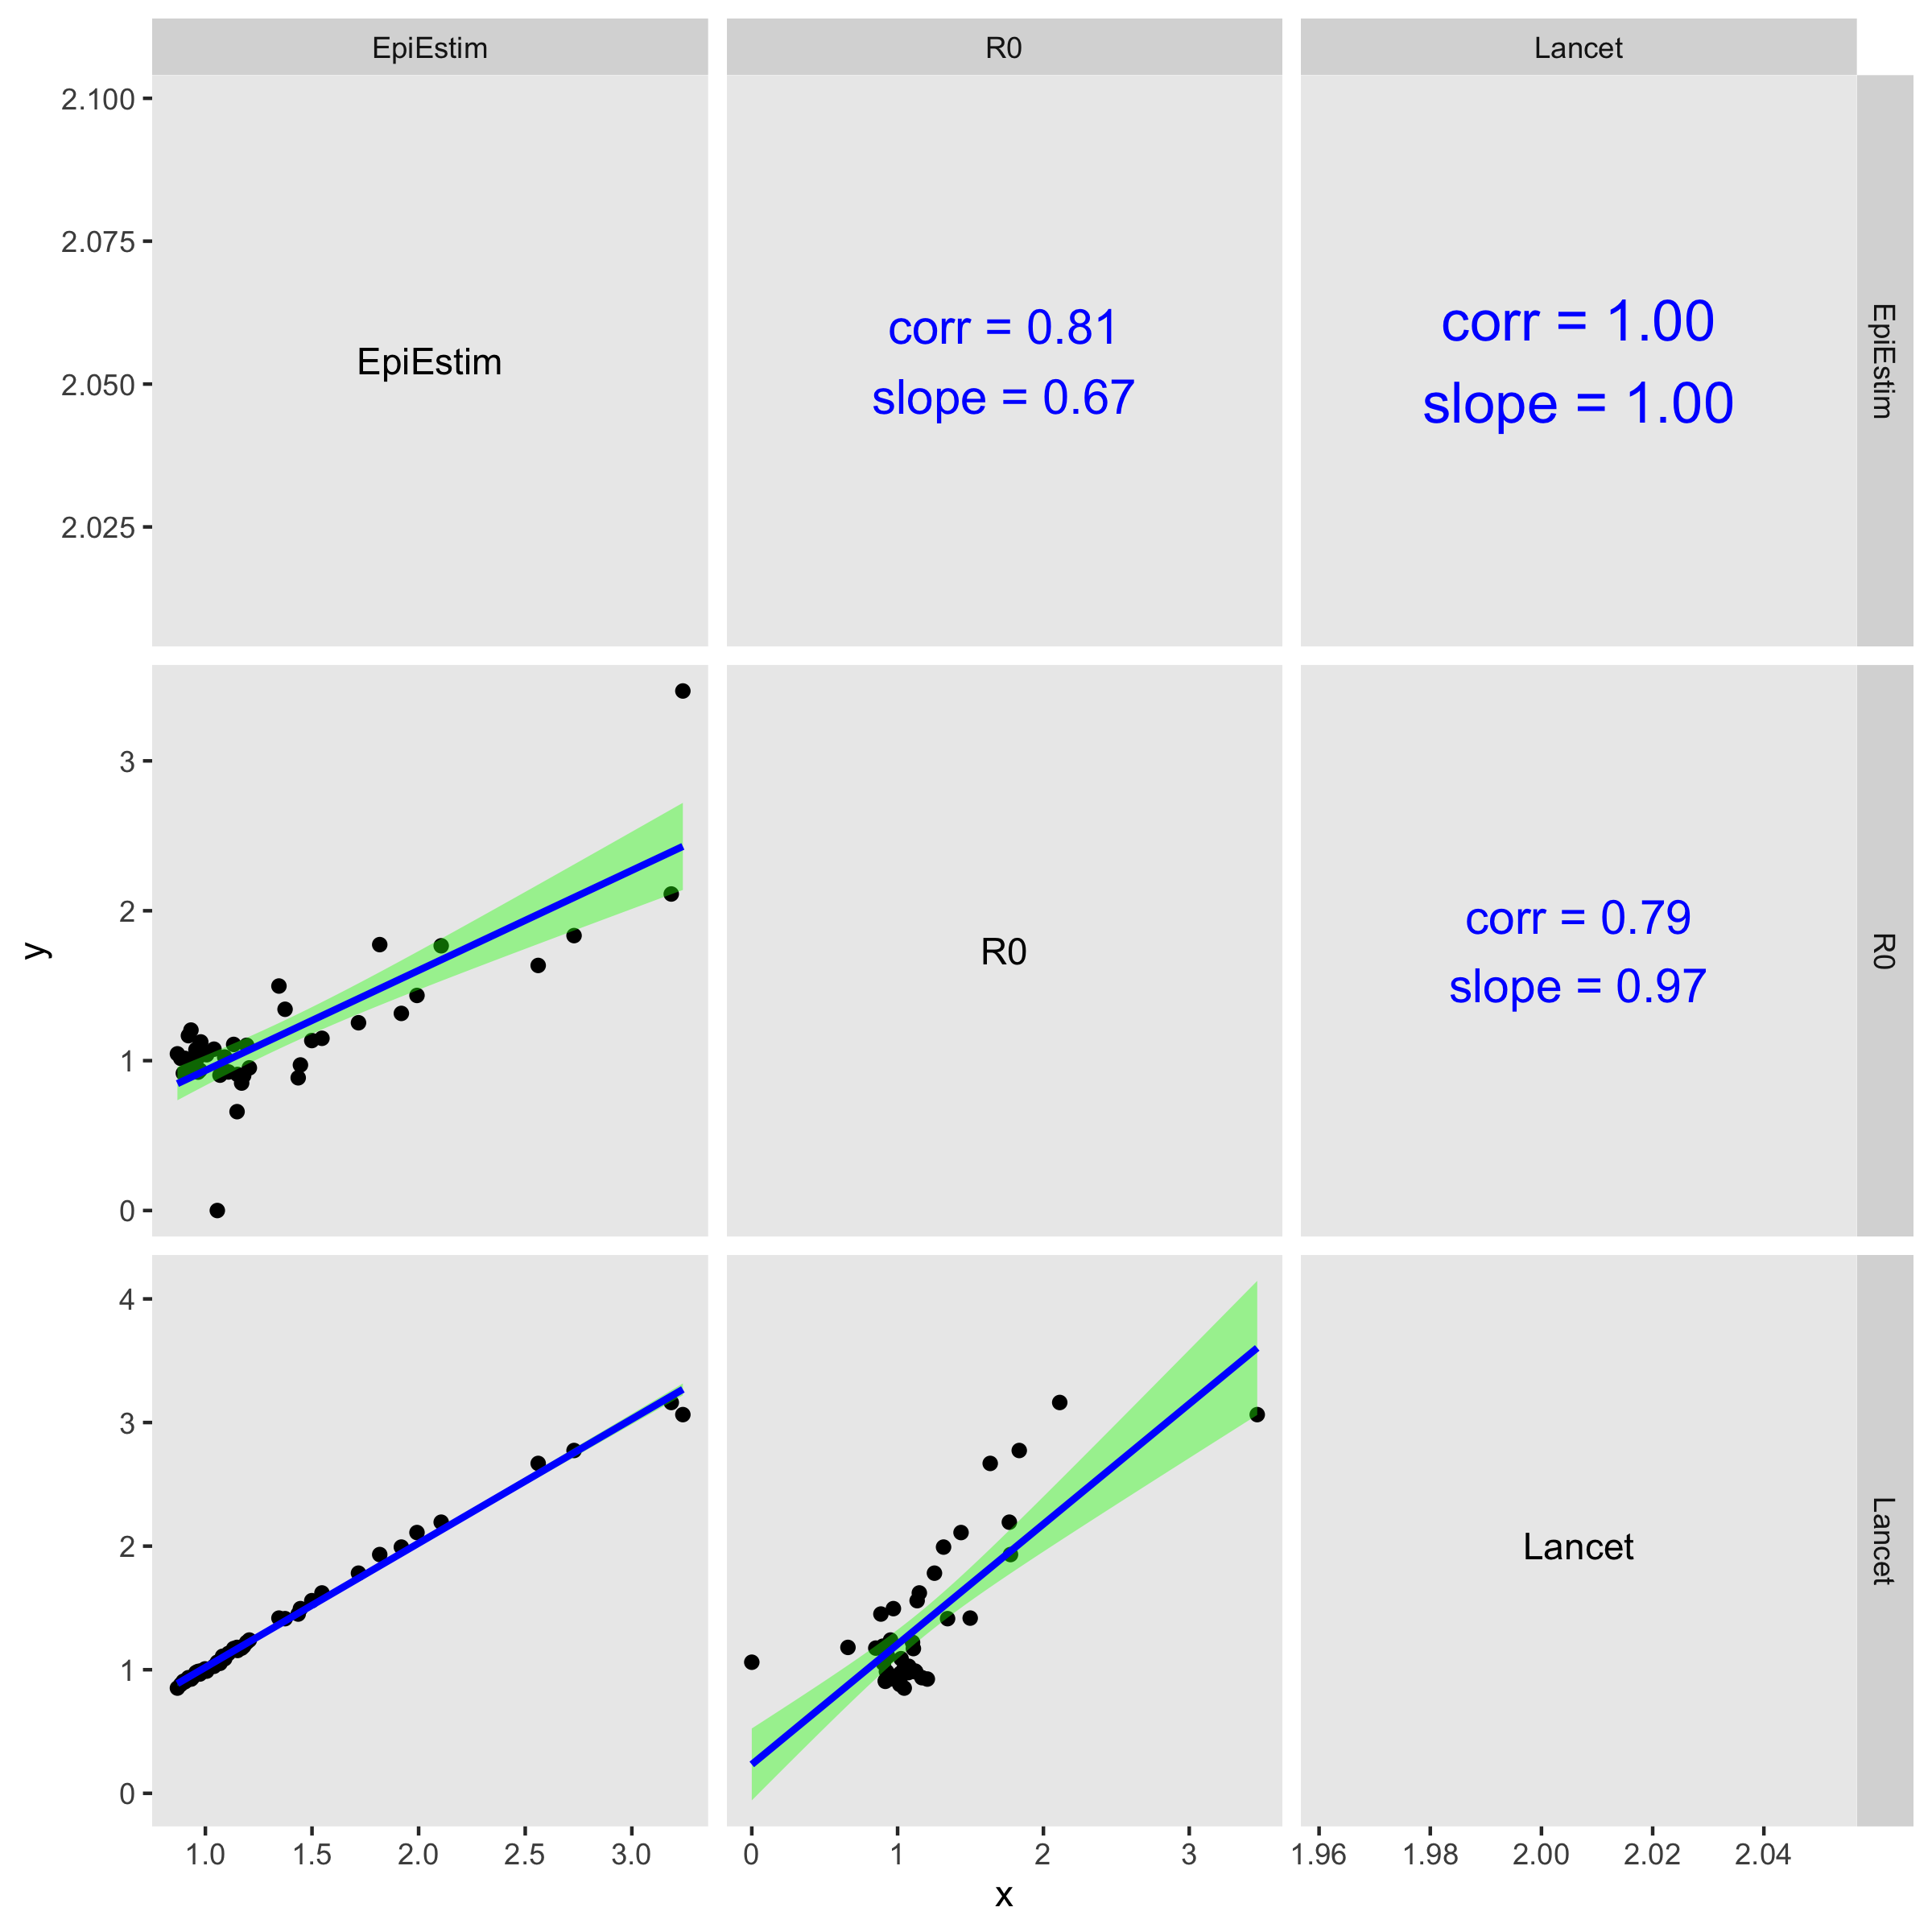 EpiEstim
R0
Lancet
2.100
2.075
2.050
2.025
EpiEstim
corr = 0.81
slope = 0.67
corr = 1.00
slope = 1.00
EpiEstim
y
3
2
1
0
R0
corr = 0.79
slope = 0.97
R0
4
3
2
1
0
Lancet
Lancet
1.0 1.5 2.0 2.5 3.0
0 1 2 3
1.96 1.98 2.00 2.02 2.04
x